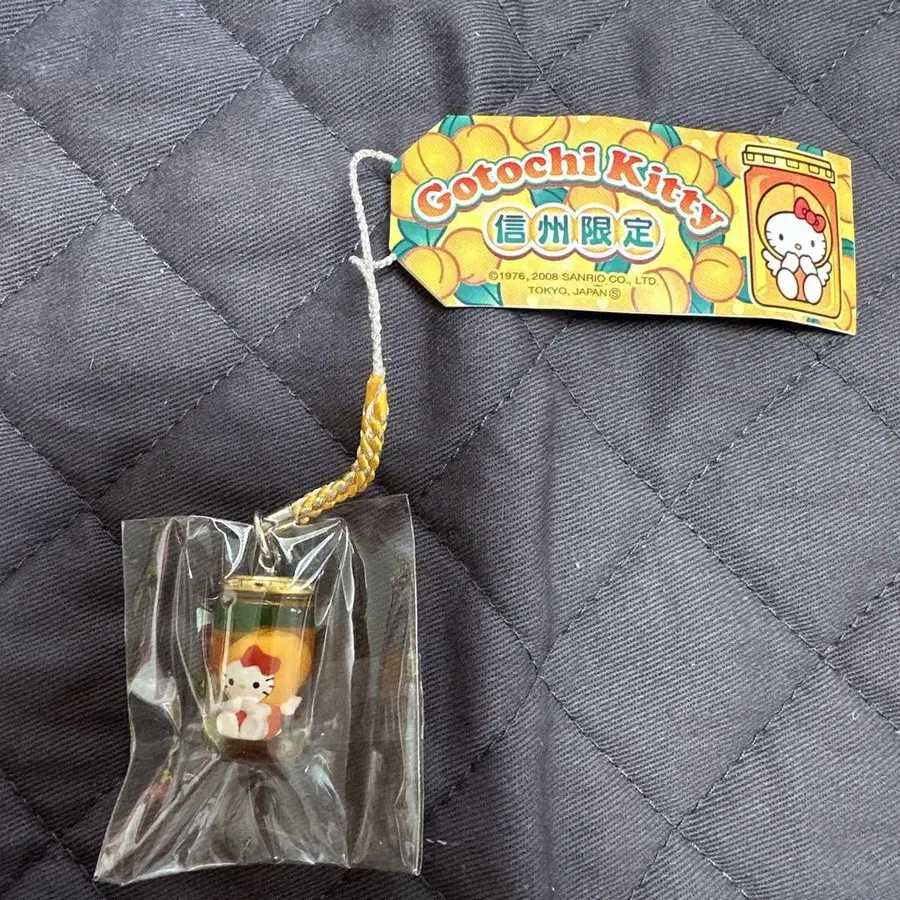 Gotochi Kitty
信州限定
©1976, 2008 SANRIO CO., LTD.
TOKYO, JAPAN Ⓢ